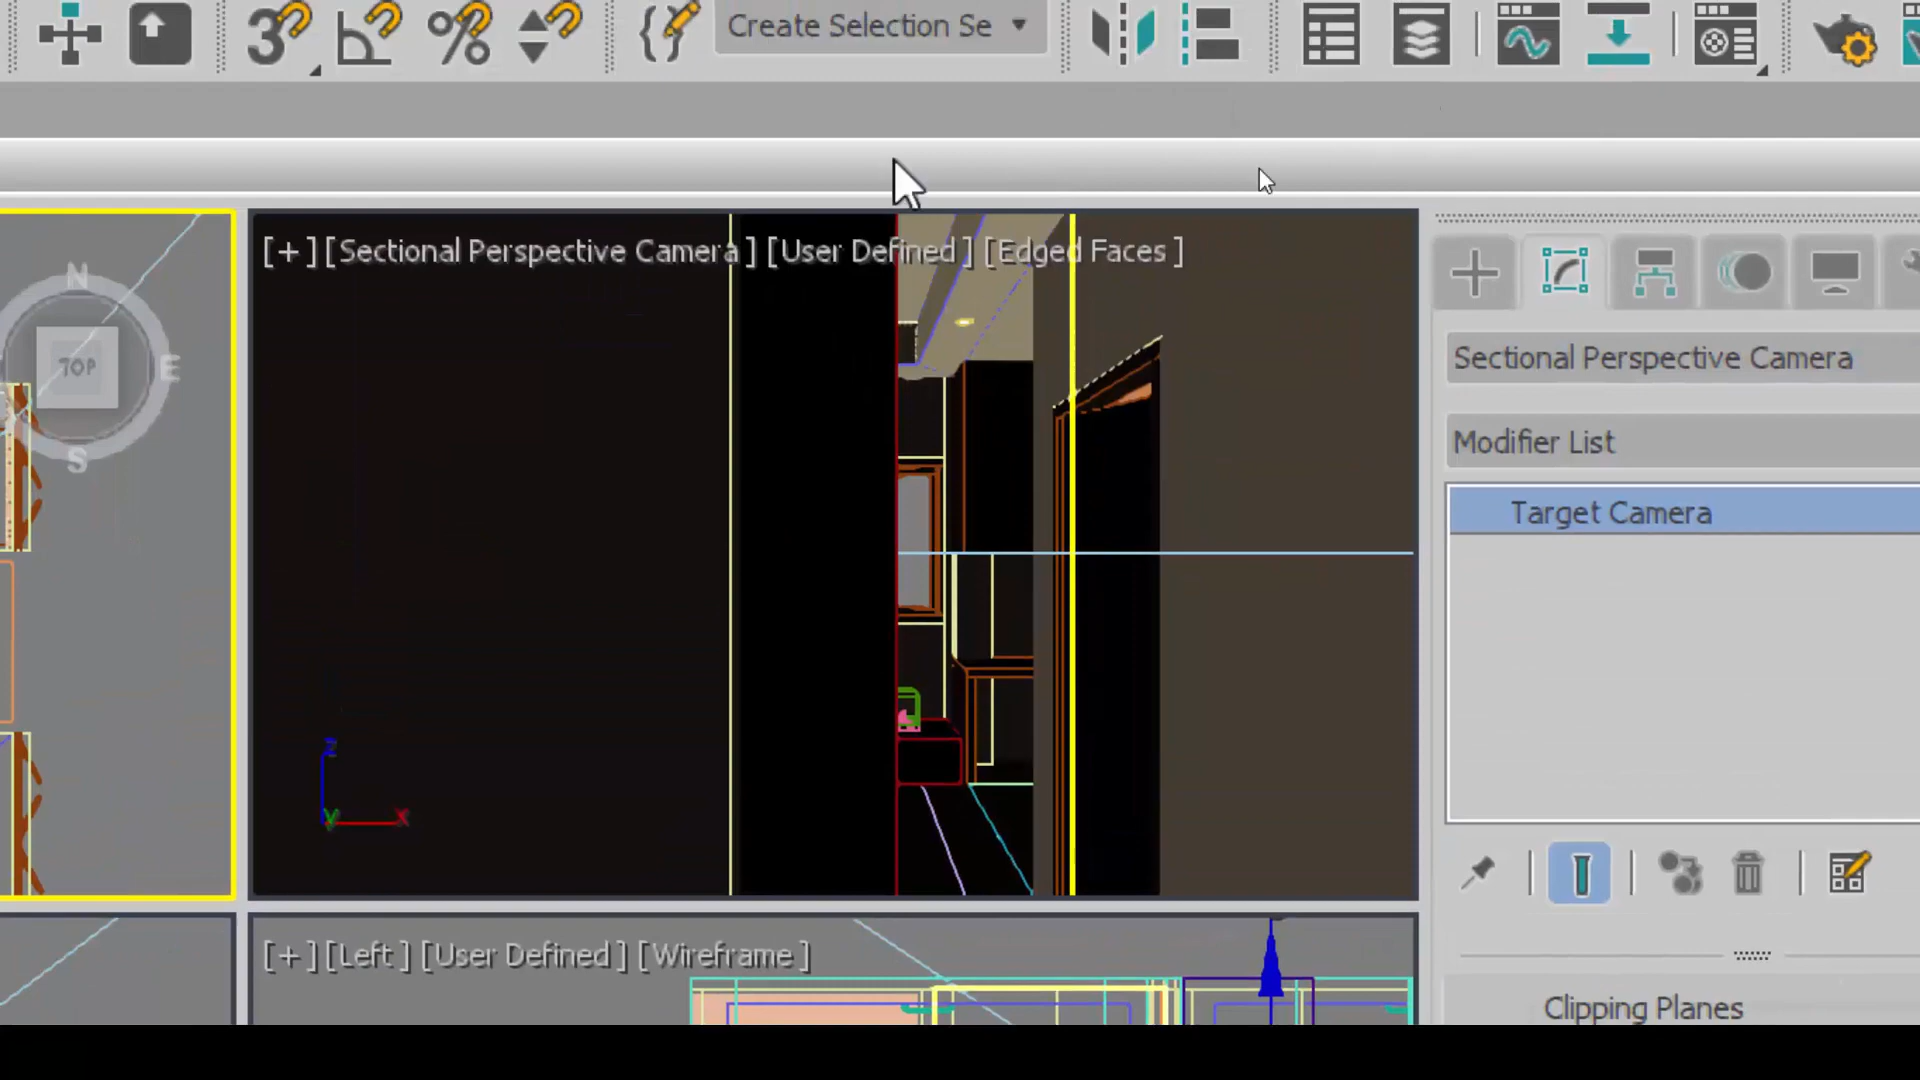 3
%
Create Selection Se
[+] [Sectional Perspective Camera] [User Defined] [Edged Faces]
N
TOP
E
S
Sectional Perspective Camera
Modifier List
Target Camera
z
y
x
[+] [Left] [User Defined] [Wireframe]
Clipping Planes